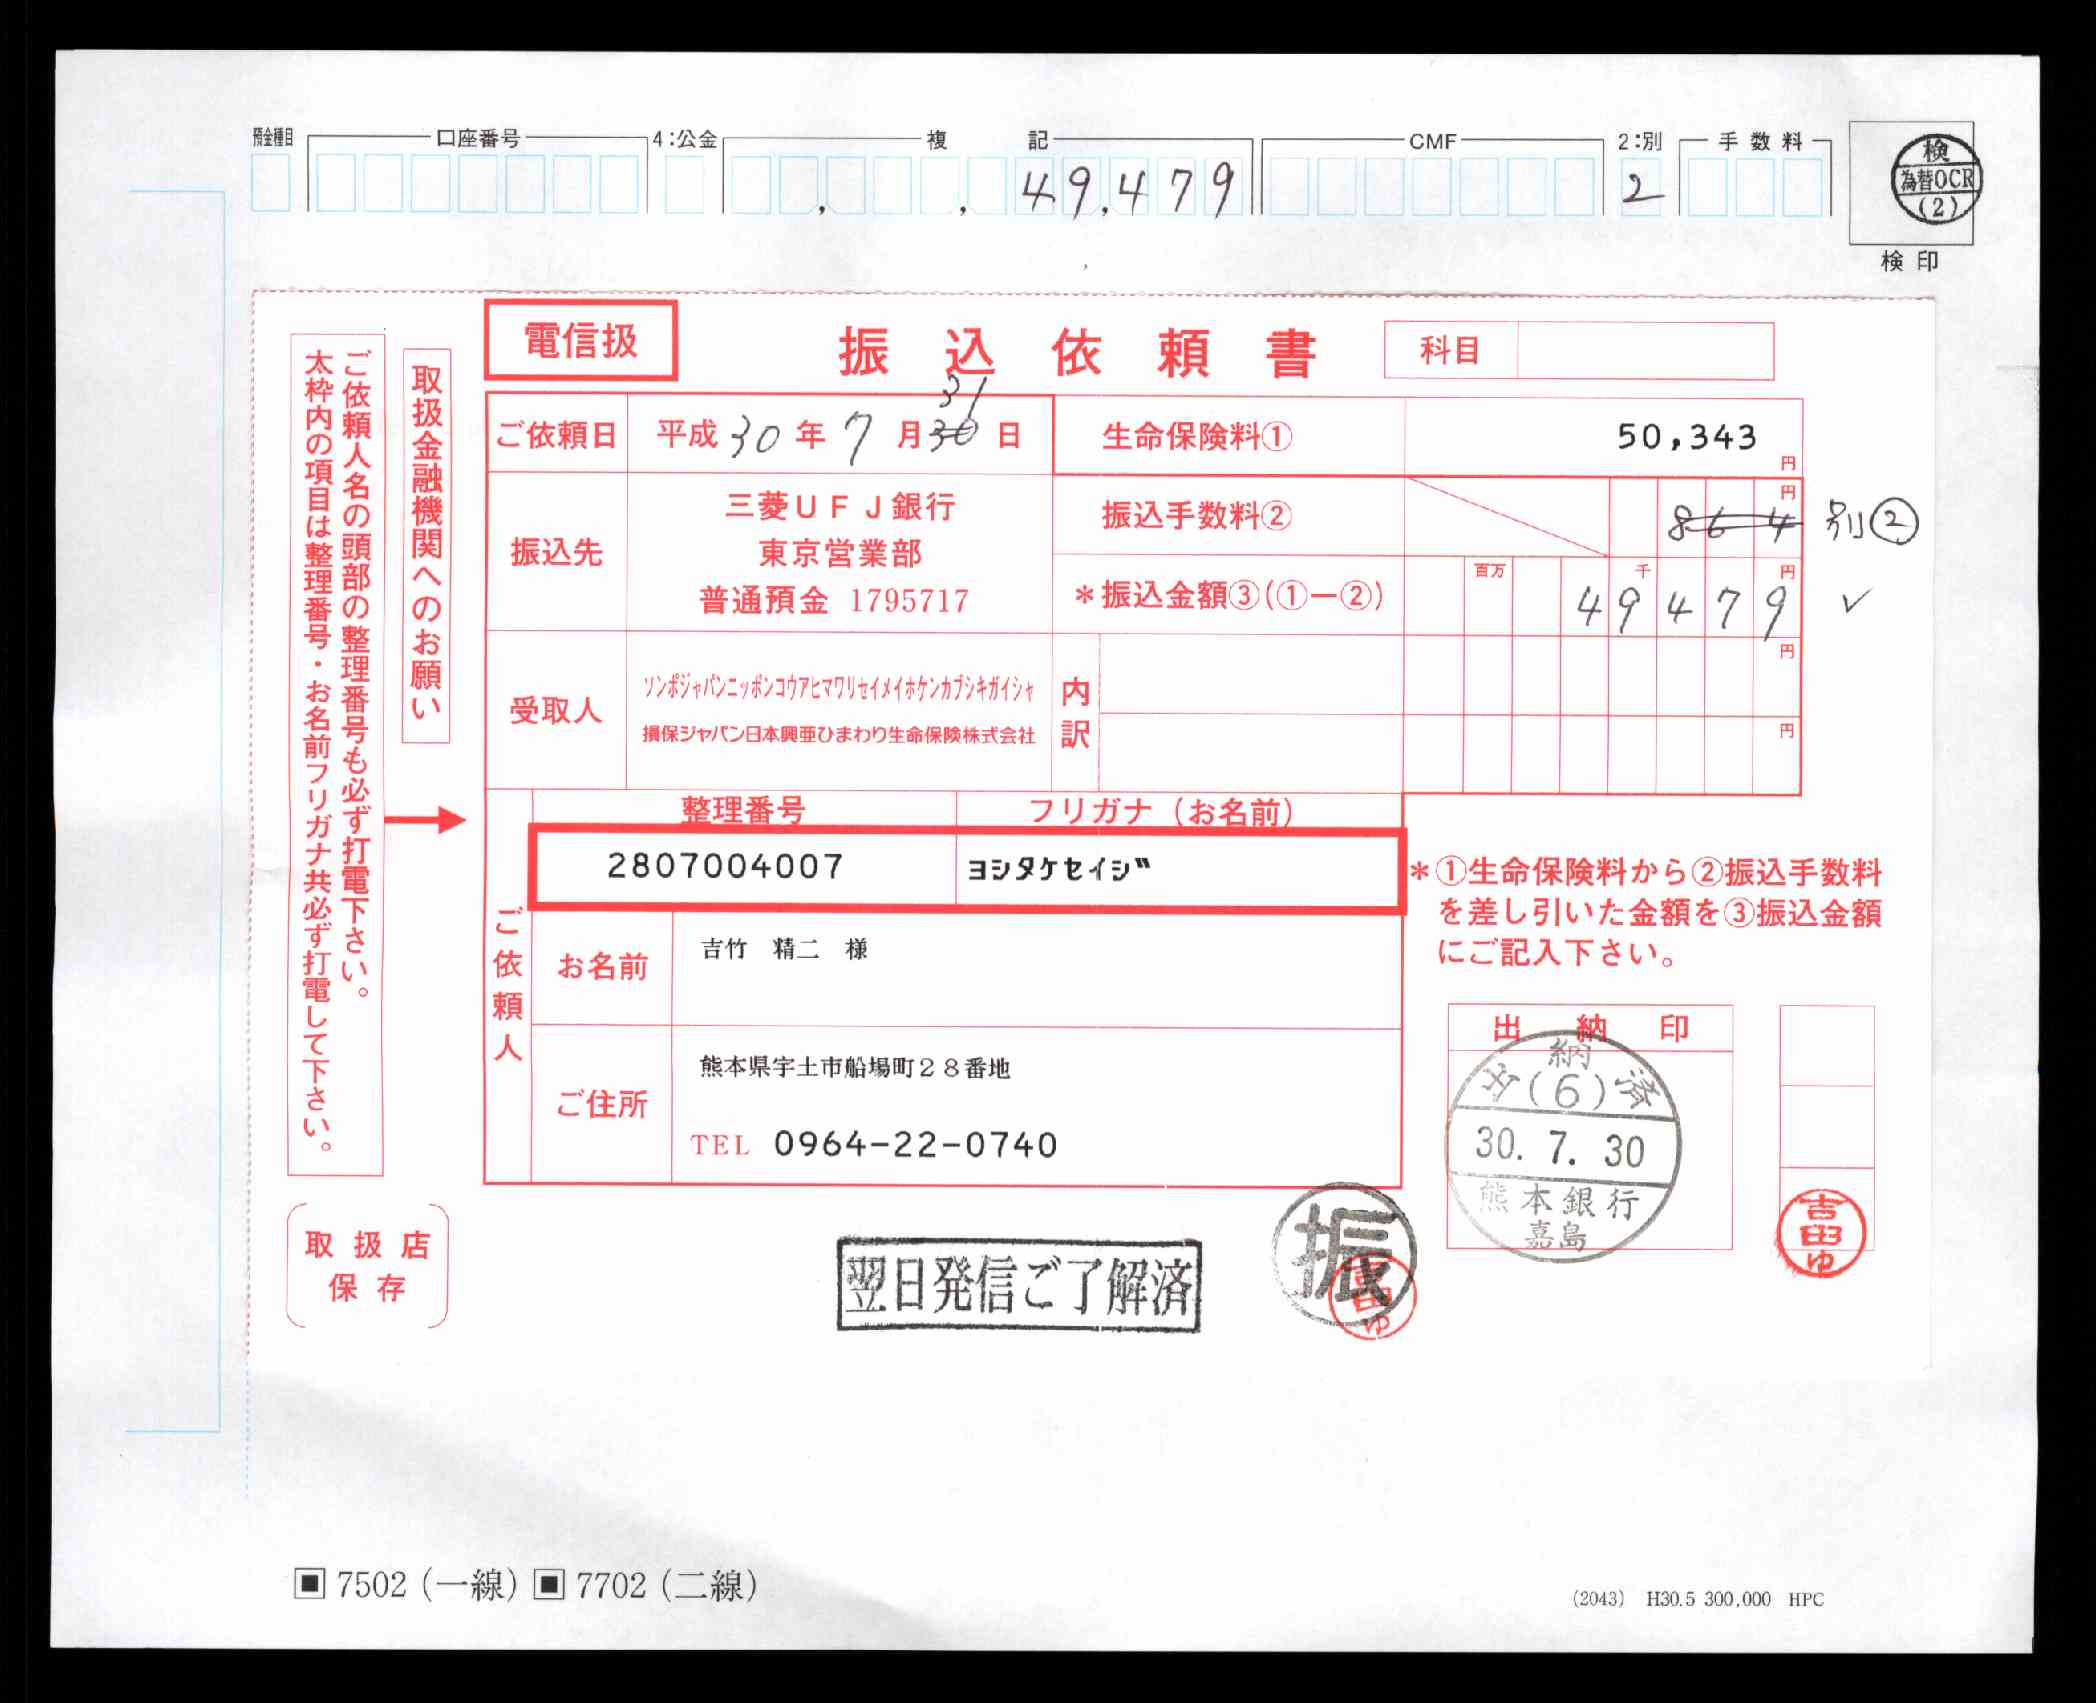 預金種目 口座番号 4:公金 複記 CMF 2:別 手数料
49,479 2
検
為替OCR
(2)
検印
電信扱 振込依頼書 科目
取扱金融機関へのお願い
ご依頼人名の頭部の整理番号も必ず打電下さい。
太枠内の項目は整理番号・お名前フリガナ共必ず打電して下さい。
31
ご依頼日 平成30年7月30日 生命保険料① 50,343 円
振込先 三菱UFJ銀行
東京営業部
普通預金 1795717
振込手数料② 864 円 別②
*振込金額③(①−②) 百万 千 円 49479 ✓
受取人 ソンポジャパンニッポンコウアヒマワリセイメイホケンカブシキガイシャ
損保ジャパン日本興亜ひまわり生命保険株式会社
内訳 円
円
整理番号 フリガナ(お名前)
2807004007 ヨシタケセイジ
ご依頼人
お名前 吉竹 精二 様
ご住所 熊本県宇土市船場町28番地
TEL 0964-22-0740
*①生命保険料から②振込手数料
を差し引いた金額を③振込金額
にご記入下さい。
出納印
出納済
(6)
30. 7. 30
熊本銀行
嘉島
吉田ゆ
取扱店
保存
翌日発信ご了解済
振
吉田ゆ
▣7502(一線)▣7702(二線)
(2043) H30.5 300,000 HPC